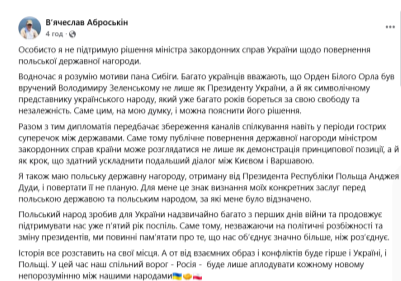 В'ячеслав Аброськін
4 год ·
Особисто я не підтримую рішення міністра закордонних справ України щодо повернення
польської державної нагороди.
Водночас я розумію мотиви пана Сибіги. Багато українців вважають, що Орден Білого Орла був
вручений Володимиру Зеленському не лише як Президенту України, а й як символічному
представнику українського народу, який уже багато років бореться за свою свободу та
незалежність. Саме цим, на мою думку, і можна пояснити його рішення.
Разом з тим дипломатія передбачає збереження каналів спілкування навіть у періоди гострих
суперечок між державами. Саме тому публічне повернення державної нагороди міністром
закордонних справ країни може розглядатися не лише як демонстрація принципової позиції, а й
як крок, що здатний ускладнити подальший діалог між Києвом і Варшавою.
Я також маю польську державну нагороду, отриману від Президента Республіки Польща Анджея
Дуди, і повертати її не планую. Для мене це знак визнання моїх конкретних заслуг перед
польською державою та польським народом, за які мене було відзначено.
Польський народ зробив для України надзвичайно багато з перших днів війни та продовжує
підтримувати нас уже п'ятий рік поспіль. Саме тому, незважаючи на політичні розбіжності та
зміну президентів, ми повинні пам'ятати про те, що нас об'єднує значно більше, ніж роз'єднує.
Історія все розставить на свої місця. А от від взаємних образ і конфліктів буде гірше і Україні, і
Польщі. У цей час наш спільний ворог - Росія - буде лише аплодувати кожному новому
непорозумінню між нашими народами🇺🇦🤝🇵🇱